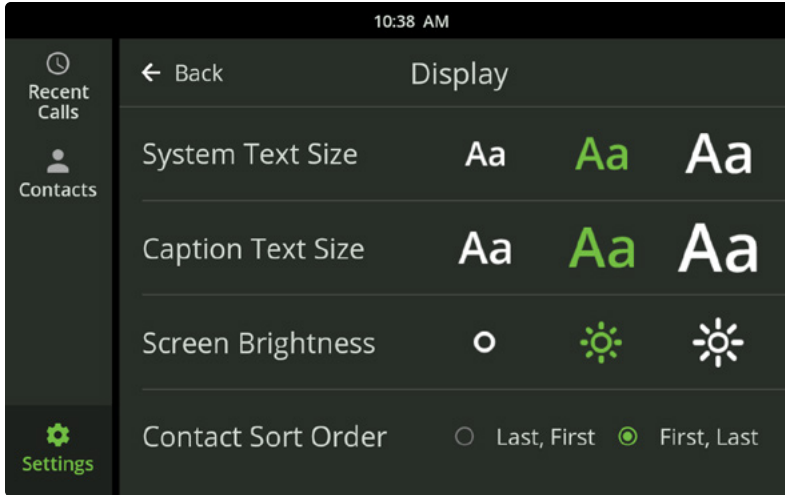 10:38 AM
Recent
Calls
Contacts
Settings
Back
Display
System Text Size
Aa Aa Aa
Caption Text Size
Aa Aa Aa
Screen Brightness
Contact Sort Order
Last, First
First, Last